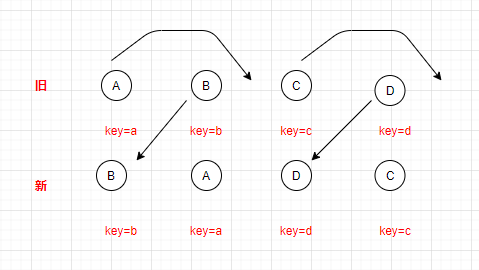 A B C D
旧
key=a key=b key=c key=d
B A D C
新
key=b key=a key=d key=c